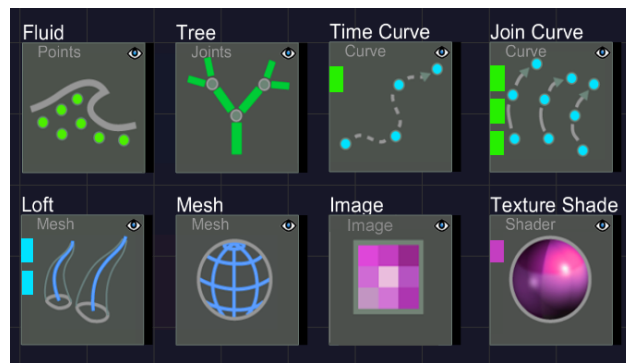 Fluid
Points
Tree
Joints
Time Curve
Curve
Join Curve
Curve
Loft
Mesh
Mesh
Mesh
Image
Image
Texture Shade
Shader